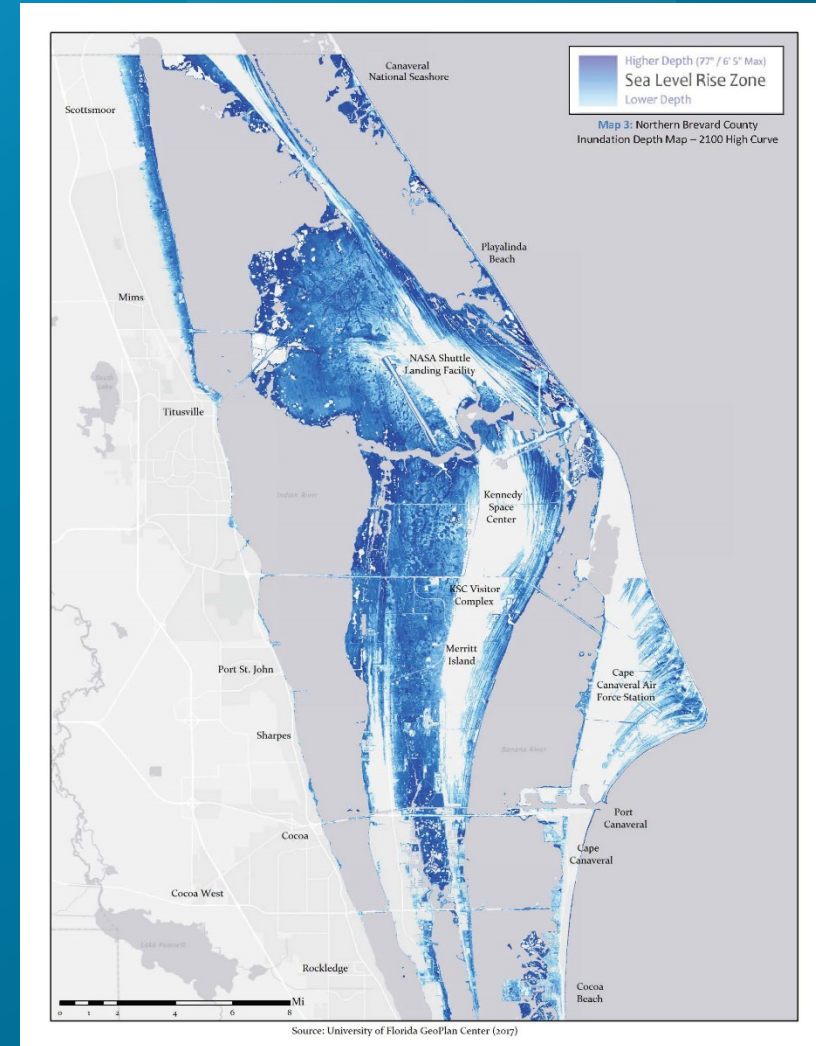 Canaveral
National Seashore
Higher Depth (77" / 6' 5" Max)
Sea Level Rise Zone
Lower Depth
Map 3: Northern Brevard County
Inundation Depth Map – 2100 High Curve
Scottsmoor
Playalinda
Beach
Mims
NASA Shuttle
Landing Facility
Titusville
Indian River
Kennedy
Space
Center
KSC Visitor
Complex
Merritt
Island
Port St. John
Cape
Canaveral Air
Force Station
Sharpes
Banana River
Port
Canaveral
Cocoa
Cape
Canaveral
Cocoa West
Lake Poinsett
Rockledge
Cocoa
Beach
Mi
0 1 2 4 6 8
Source: University of Florida GeoPlan Center (2017)